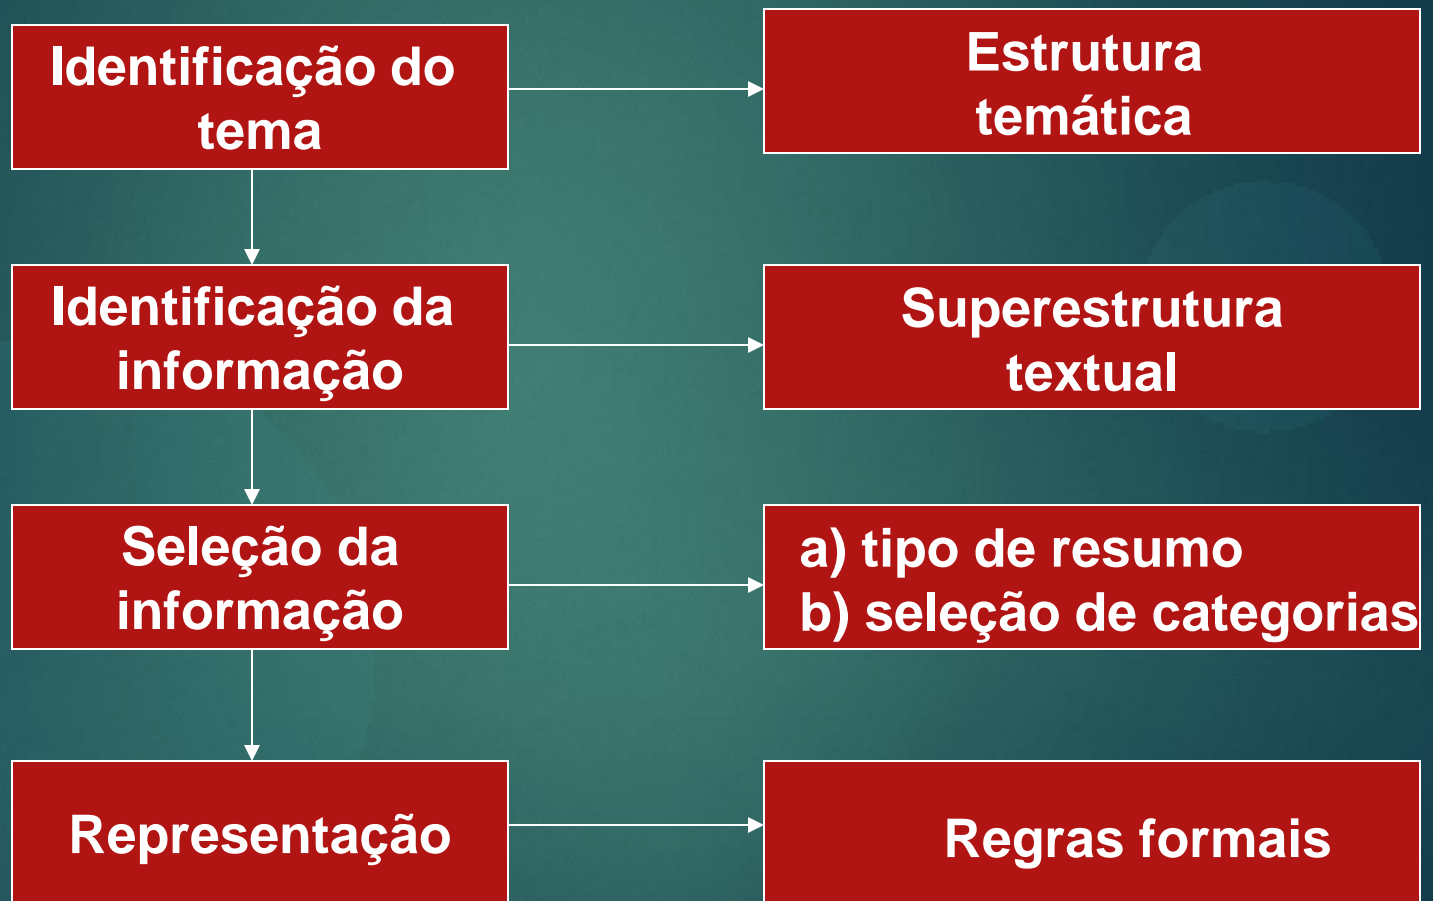 Identificação do
tema
Estrutura
temática
Identificação da
informação
Superestrutura
textual
Seleção da
informação
a) tipo de resumo
b) seleção de categorias
Representação
Regras formais